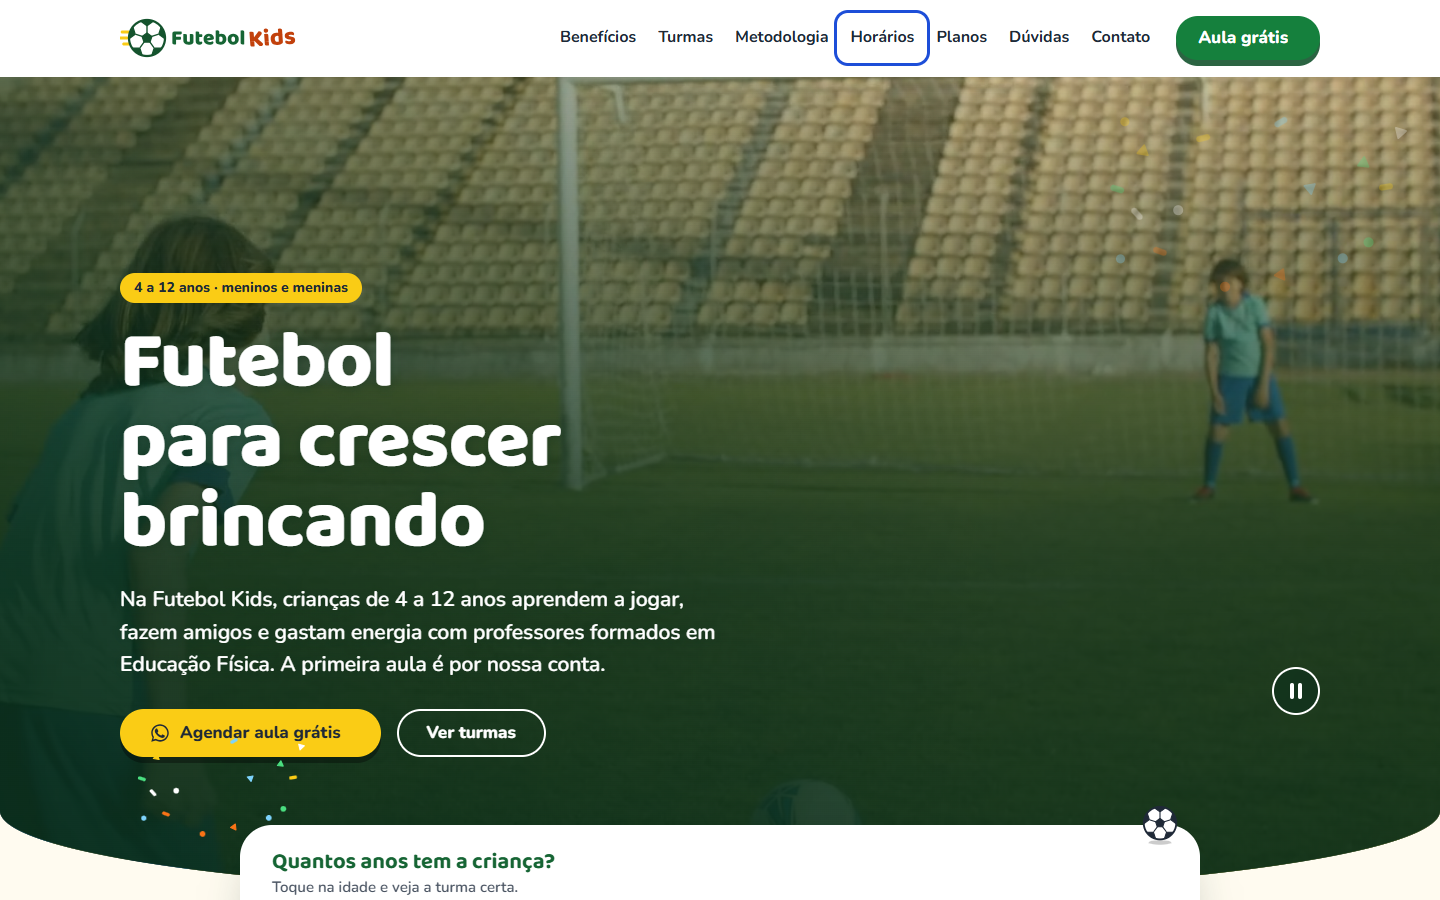 Futebol Kids
Benefícios
Turmas
Metodologia
Horários
Planos
Dúvidas
Contato
Aula grátis
4 a 12 anos · meninos e meninas
Futebol
para crescer
brincando
Na Futebol Kids, crianças de 4 a 12 anos aprendem a jogar,
fazem amigos e gastam energia com professores formados em
Educação Física. A primeira aula é por nossa conta.
Agendar aula grátis
Ver turmas
Quantos anos tem a criança?
Toque na idade e veja a turma certa.